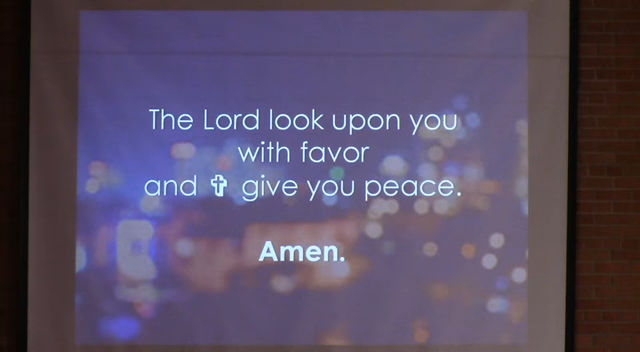 The Lord look upon you
with favor
and ✞ give you peace.
Amen.